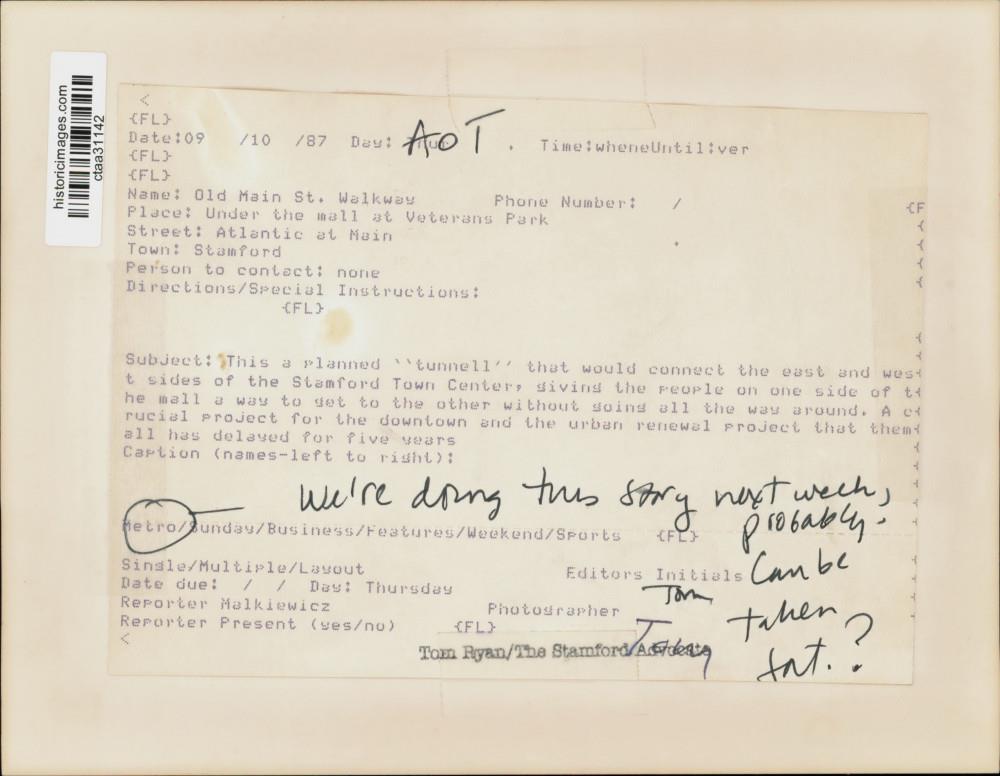 historicimages.com
ctaa31142
<
{FL}
Date:09 /10 /87 Day: AOT . Time:wheneUntil:ver
{FL}
{FL}
Name: Old Main St. Walkway Phone Number: /
{F
Place: Under the mall at Veterans Park
Street: Atlantic at Main
Town: Stamford
Person to contact: none
Directions/Special Instructions:
{FL}
Subject: This a planned ``tunnell'' that would connect the east and wes{
t sides of the Stamford Town Center, giving the people on one side of t{
he mall a way to get to the other without going all the way around. A c{
rucial project for the downtown and the urban renewal project that them{
all has delayed for five years
Caption (names-left to right):
We're doing this story next week,
probably.
Metro/Sunday/Business/Features/Weekend/Sports {FL}
Can be
Single/Multiple/Layout Editors Initials
Date due: / / Day: Thursday
Tom
Reporter Malkiewicz Photographer
taken
Reporter Present (yes/no) {FL}
<
Tom Ryan/The Stamford Advocate
sat.?